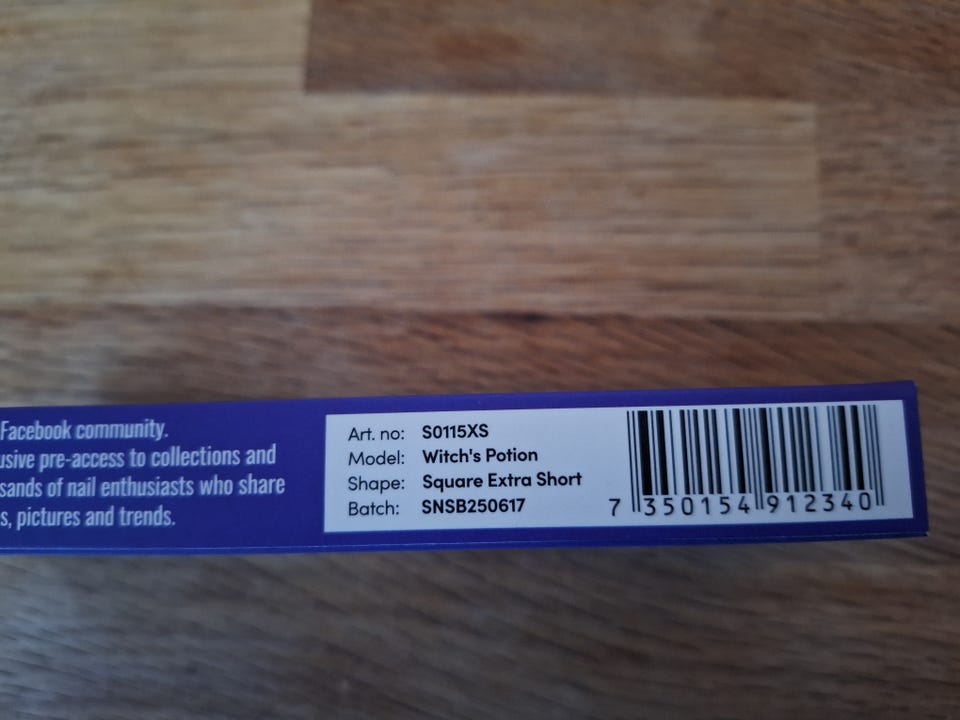 Facebook community.
usive pre-access to collections and
sands of nail enthusiasts who share
s, pictures and trends.
Art. no: S0115XS
Model: Witch's Potion
Shape: Square Extra Short
Batch: SNSB250617
7 350154 912340